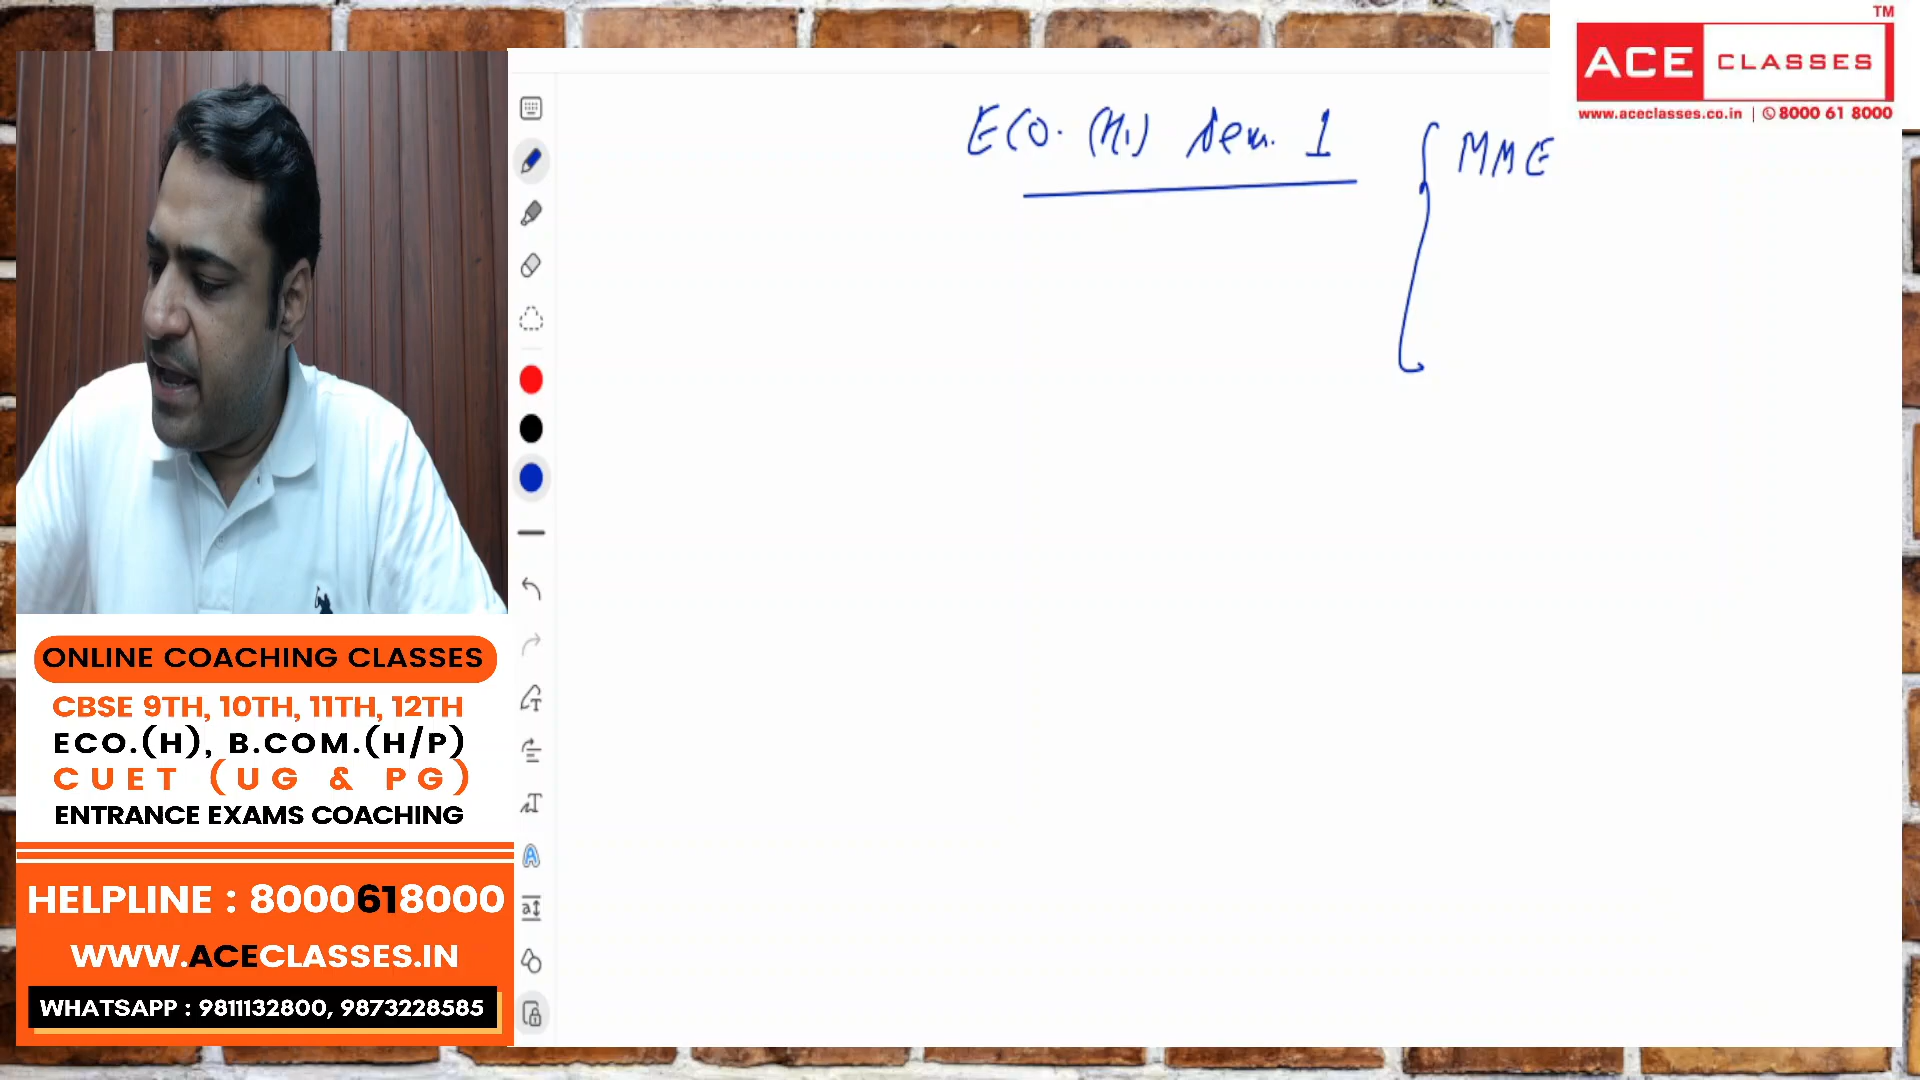 TM
ACE CLASSES
www.aceclasses.co.in | 8000 61 8000
ECO. (H) Sem. 1
MME
ONLINE COACHING CLASSES
CBSE 9TH, 10TH, 11TH, 12TH
ECO.(H), B.COM.(H/P)
CUET (UG & PG)
ENTRANCE EXAMS COACHING
HELPLINE : 8000618000
WWW.ACECLASSES.IN
WHATSAPP : 9811132800, 9873228585